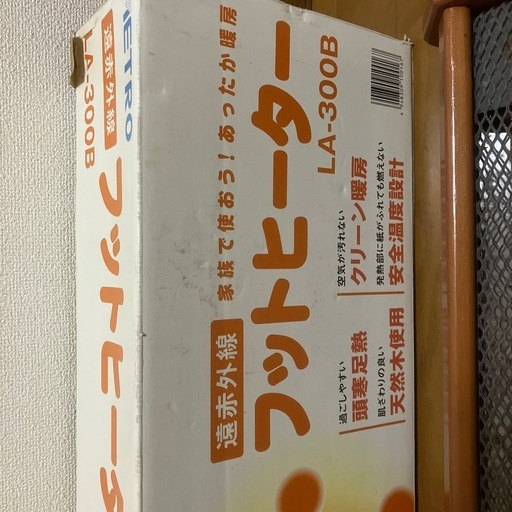 METRO
遠赤外線
LA-300B
フットヒータ
家族で使おう!あったか暖房
遠赤外線
フットヒーター
LA-300B
過ごしやすい
頭寒足熱
空気が汚れない
クリーン暖房
肌ざわりの良い
天然木使用
発熱部に紙がふれても燃えない
安全温度設計